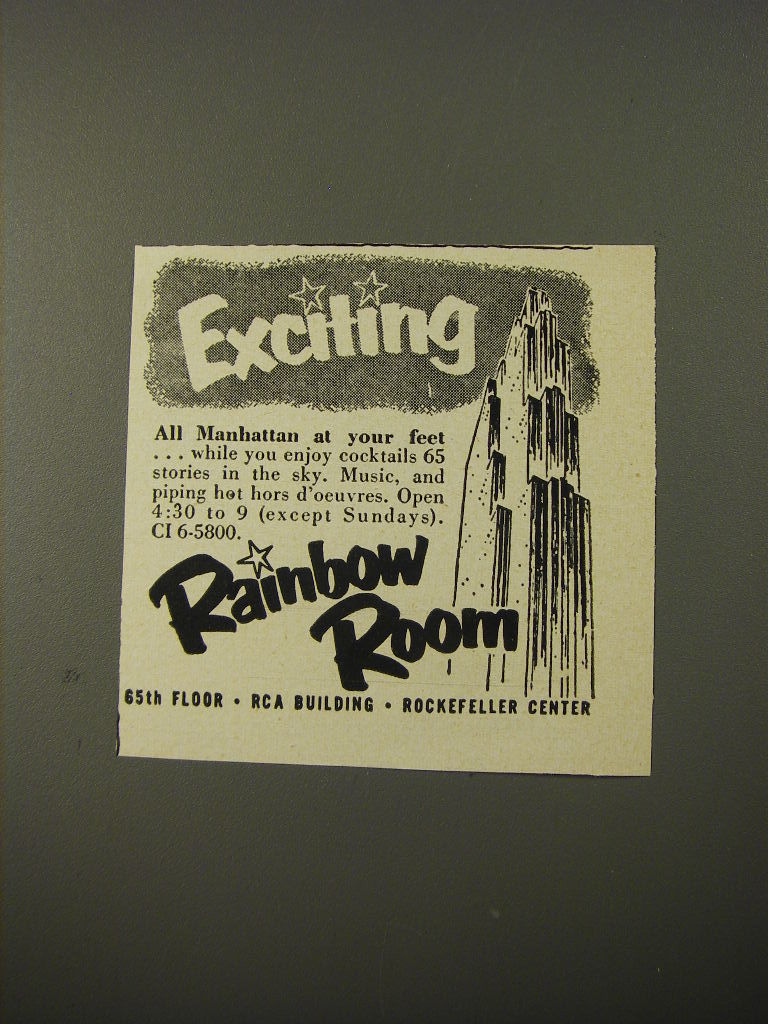 Exciting
All Manhattan at your feet
. . . while you enjoy cocktails 65
stories in the sky. Music, and
piping hot hors d'oeuvres. Open
4:30 to 9 (except Sundays).
CI 6-5800.
Rainbow
Room
65th FLOOR • RCA BUILDING • ROCKEFELLER CENTER